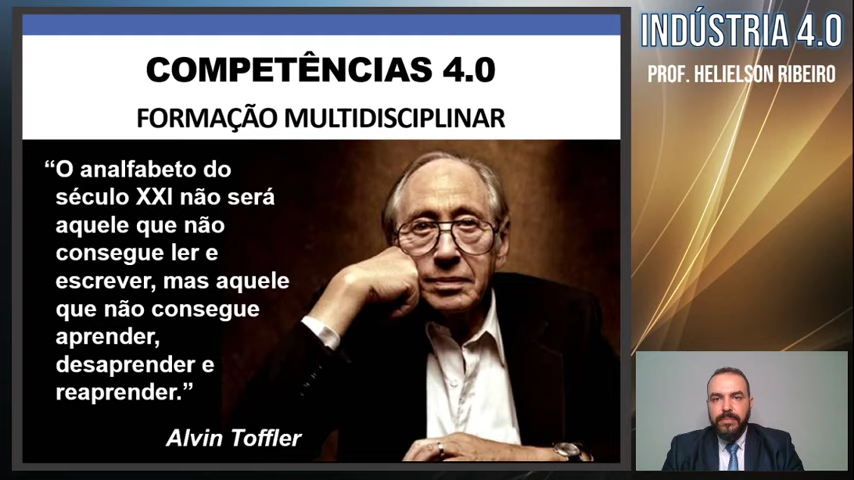 COMPETÊNCIAS 4.0
FORMAÇÃO MULTIDISCIPLINAR
“O analfabeto do
século XXI não será
aquele que não
consegue ler e
escrever, mas aquele
que não consegue
aprender,
desaprender e
reaprender.”
Alvin Toffler
INDÚSTRIA 4.0
PROF. HELIELSON RIBEIRO